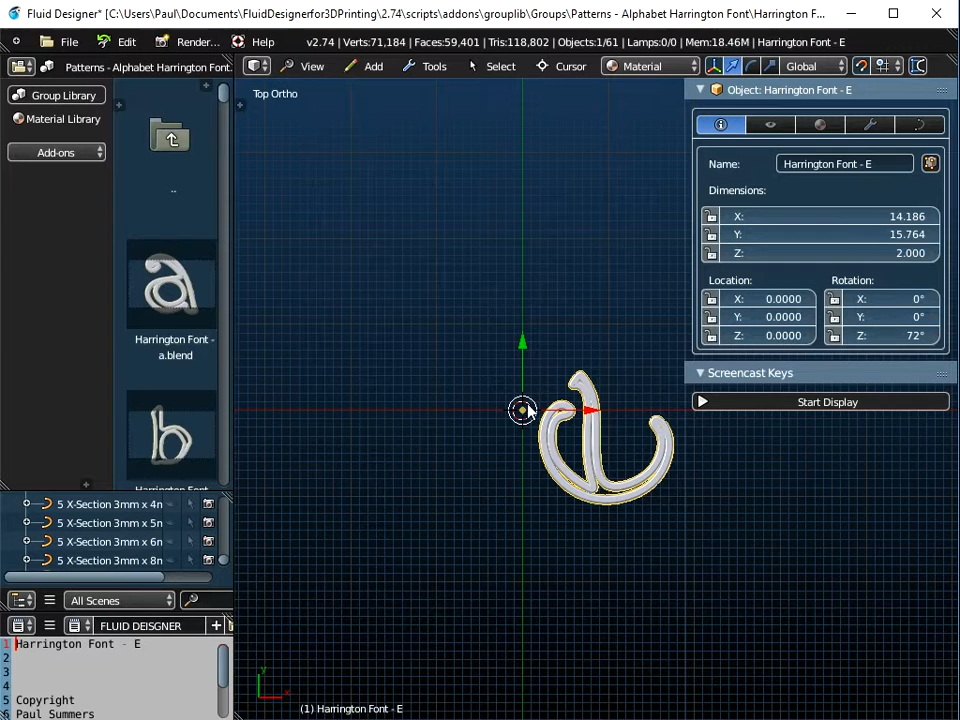 Fluid Designer* [C:\Users\Paul\Documents\FluidDesignerfor3DPrinting\2.74\scripts\addons\grouplib\Groups\Patterns - Alphabet Harrington Font\Harrington F...
File Edit Render... Help v2.74 | Verts:71,184 | Faces:59,401 | Tris:118,802 | Objects:1/61 | Lamps:0/0 | Mem:18.46M | Harrington Font - E
Patterns - Alphabet Harrington Font. View Add Tools Select Cursor Material Global
Group Library
Material Library
Add-ons
..
Harrington Font -
a.blend
Top Ortho
Object: Harrington Font - E
Name: Harrington Font - E
Dimensions:
X: 14.186
Y: 15.764
Z: 2.000
Location: Rotation:
X: 0.0000 X: 0°
Y: 0.0000 Y: 0°
Z: 0.0000 Z: 72°
Screencast Keys
Start Display
5 X-Section 3mm x 4n
5 X-Section 3mm x 5n
5 X-Section 3mm x 6n
5 X-Section 3mm x 8n
All Scenes
FLUID DEISGNER
1 Harrington Font - E
2
3
4
5 Copyright
6 Paul Summers
y
x
(1) Harrington Font - E